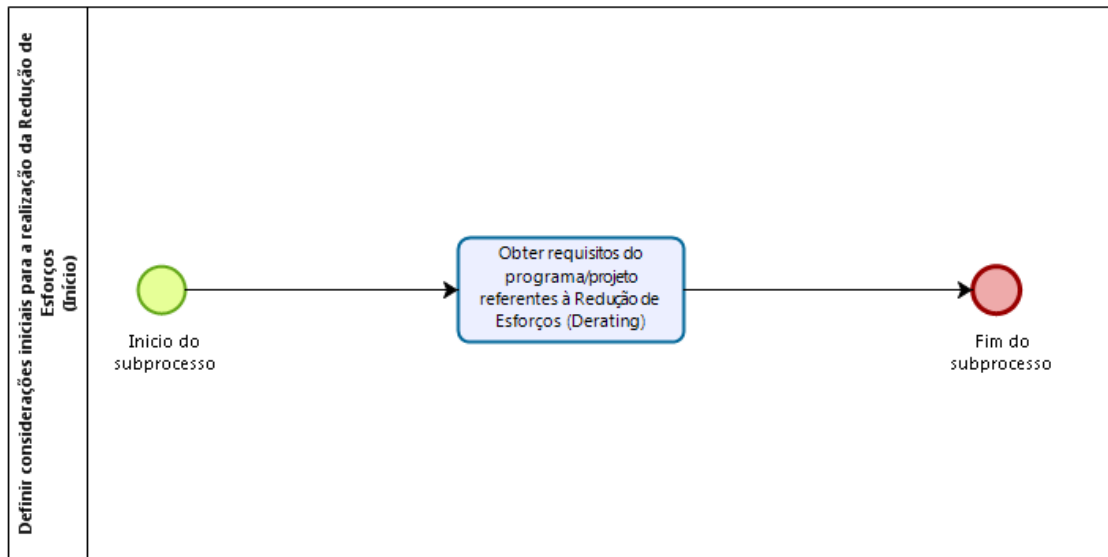 Definir considerações iniciais para a realização da Redução de
Esforços
(Início)
Obter requisitos do
programa/projeto
referentes à Redução de
Esforços (Derating)
Inicio do
subprocesso
Fim do
subprocesso